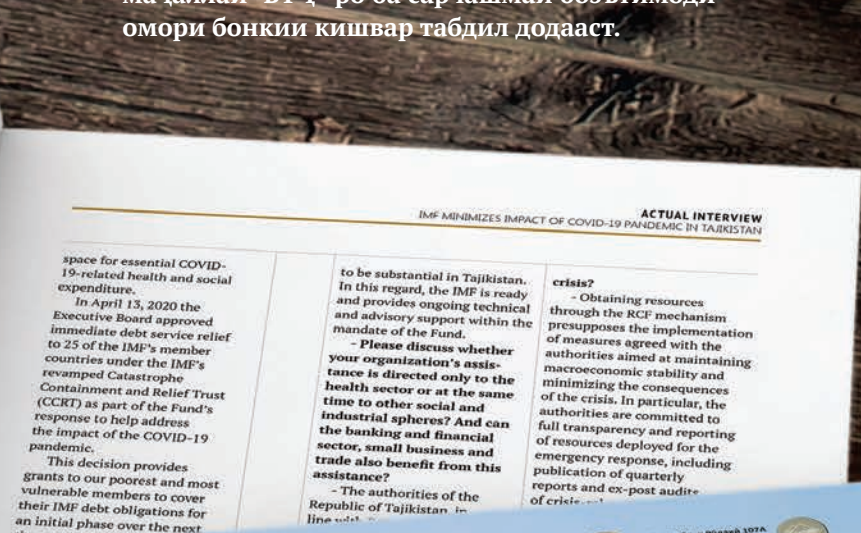 омори бонкии кишвар табдил додааст.
ACTUAL INTERVIEW
IMF MINIMIZES IMPACT OF COVID-19 PANDEMIC IN TAJIKISTAN
space for essential COVID-
19-related health and social
expenditure.
In April 13, 2020 the
Executive Board approved
immediate debt service relief
to 25 of the IMF's member
countries under the IMF's
revamped Catastrophe
Containment and Relief Trust
(CCRT) as part of the Fund's
response to help address
the impact of the COVID-19
pandemic.
This decision provides
grants to our poorest and most
vulnerable members to cover
their IMF debt obligations for
an initial phase over the next
to be substantial in Tajikistan.
In this regard, the IMF is ready
and provides ongoing technical
and advisory support within the
mandate of the Fund.
- Please discuss whether
your organization's assis-
tance is directed only to the
health sector or at the same
time to other social and
industrial spheres? And can
the banking and financial
sector, small business and
trade also benefit from this
assistance?
- The authorities of the
Republic of Tajikistan, in
line
crisis?
- Obtaining resources
through the RCF mechanism
presupposes the implementation
of measures agreed with the
authorities aimed at maintaining
macroeconomic stability and
minimizing the consequences
of the crisis. In particular, the
authorities are committed to
full transparency and reporting
of resources deployed for the
emergency response, including
publication of quarterly
reports and ex-post audits
of
107A